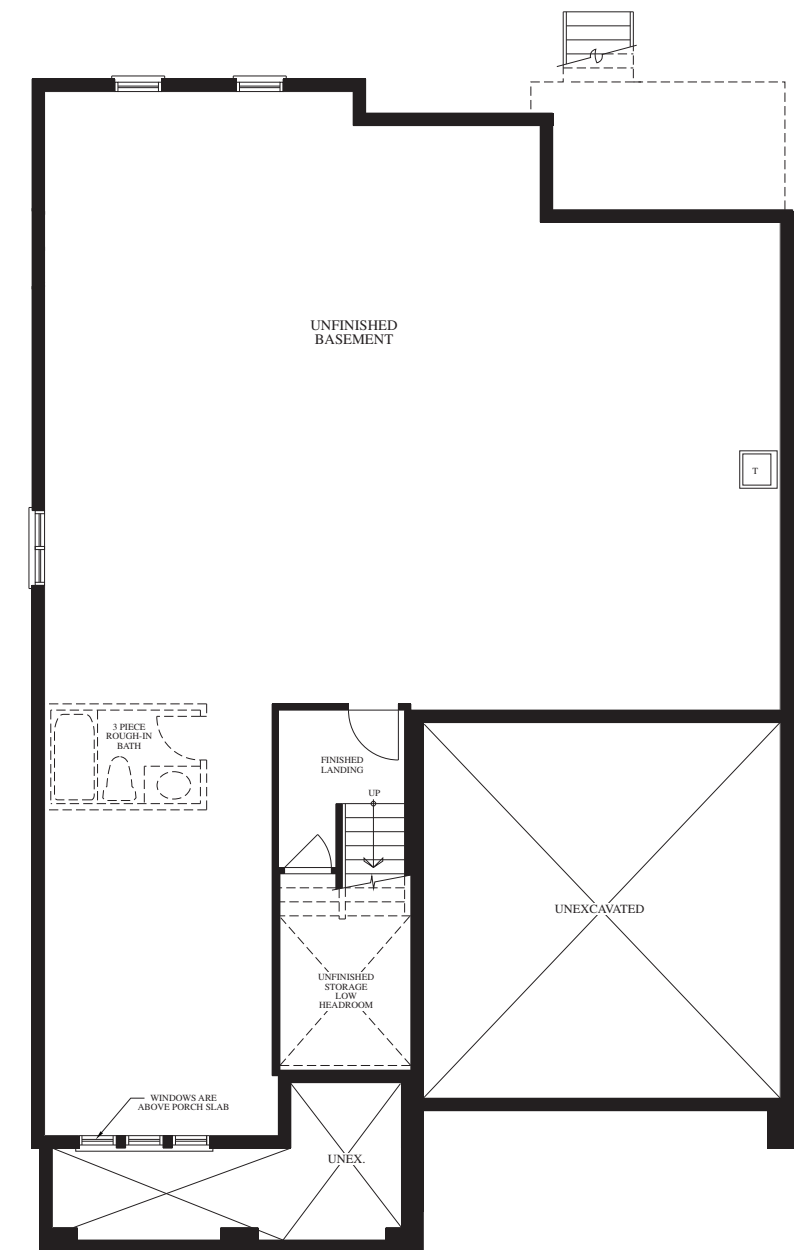 UNFINISHED
BASEMENT
T
3 PIECE
ROUGH-IN
BATH
FINISHED
LANDING
UP
UNEXCAVATED
UNFINISHED
STORAGE
LOW
HEADROOM
WINDOWS ARE
ABOVE PORCH SLAB
UNEX.